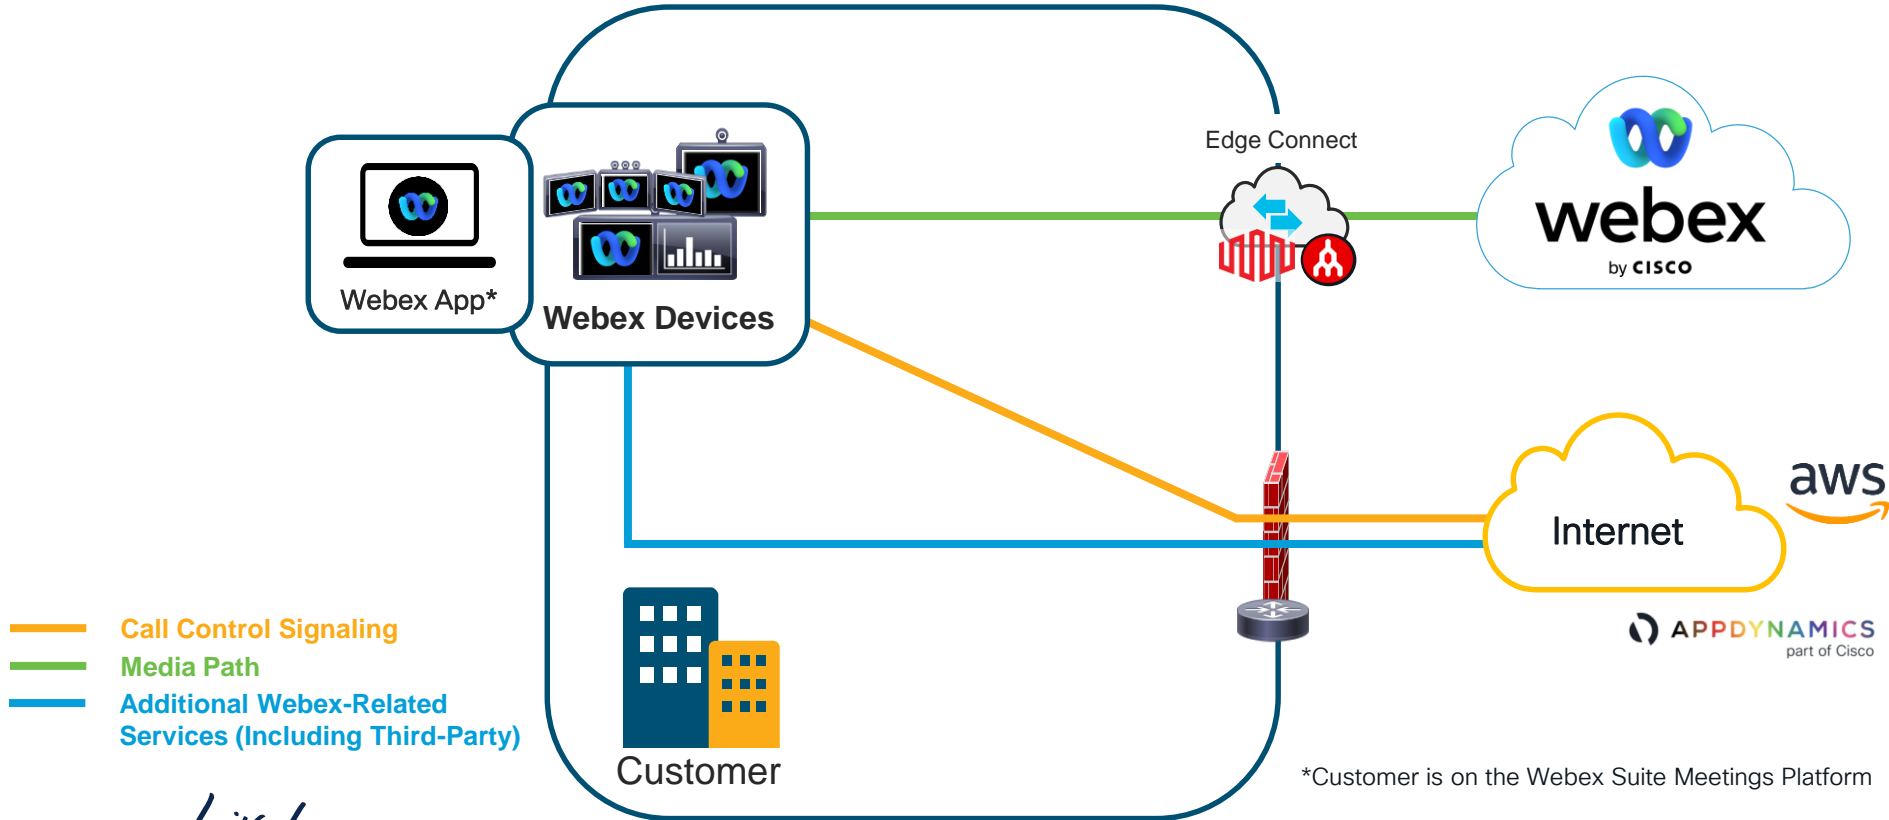 Edge Connect
webex
by CISCO
Webex App*
Webex Devices
aws
Internet
APPDYNAMICS
part of Cisco
Call Control Signaling
Media Path
Additional Webex-Related
Services (Including Third-Party)
Customer
*Customer is on the Webex Suite Meetings Platform